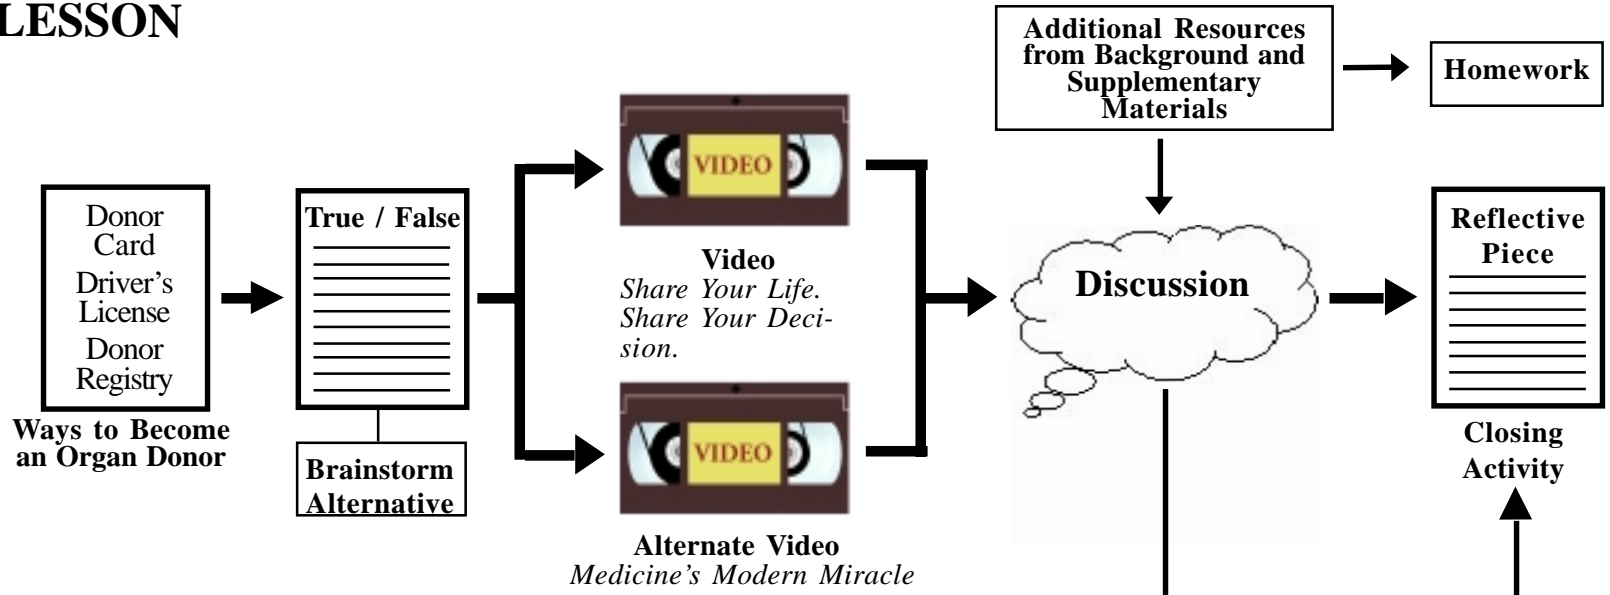 LESSON
Additional Resources
from Background and
Supplementary
Materials
Homework
Donor
Card
Driver's
License
Donor
Registry
Ways to Become
an Organ Donor
True / False
Brainstorm
Alternative
VIDEO
Video
Share Your Life.
Share Your Deci-
sion.
VIDEO
Alternate Video
Medicine's Modern Miracle
Discussion
Reflective
Piece
Closing
Activity